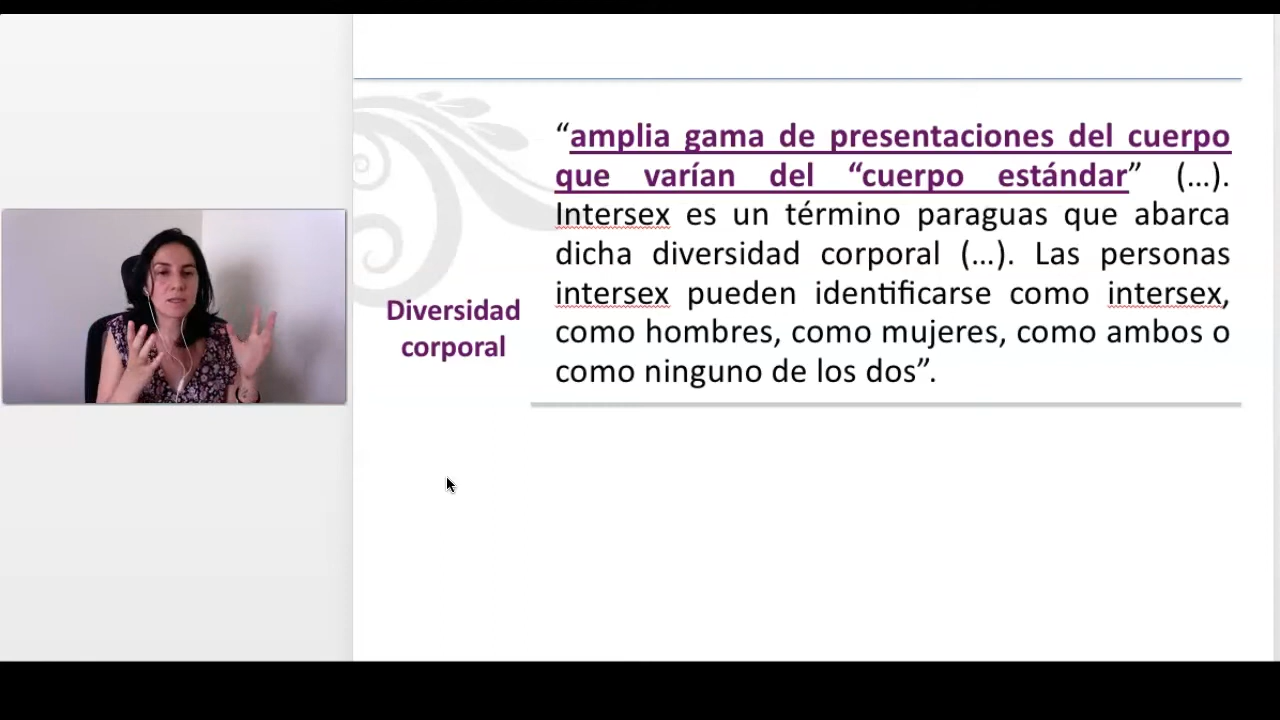 “amplia gama de presentaciones del cuerpo
que varían del “cuerpo estándar” (...).
Intersex es un término paraguas que abarca
dicha diversidad corporal (...). Las personas
intersex pueden identificarse como intersex,
como hombres, como mujeres, como ambos o
como ninguno de los dos”.
Diversidad
corporal